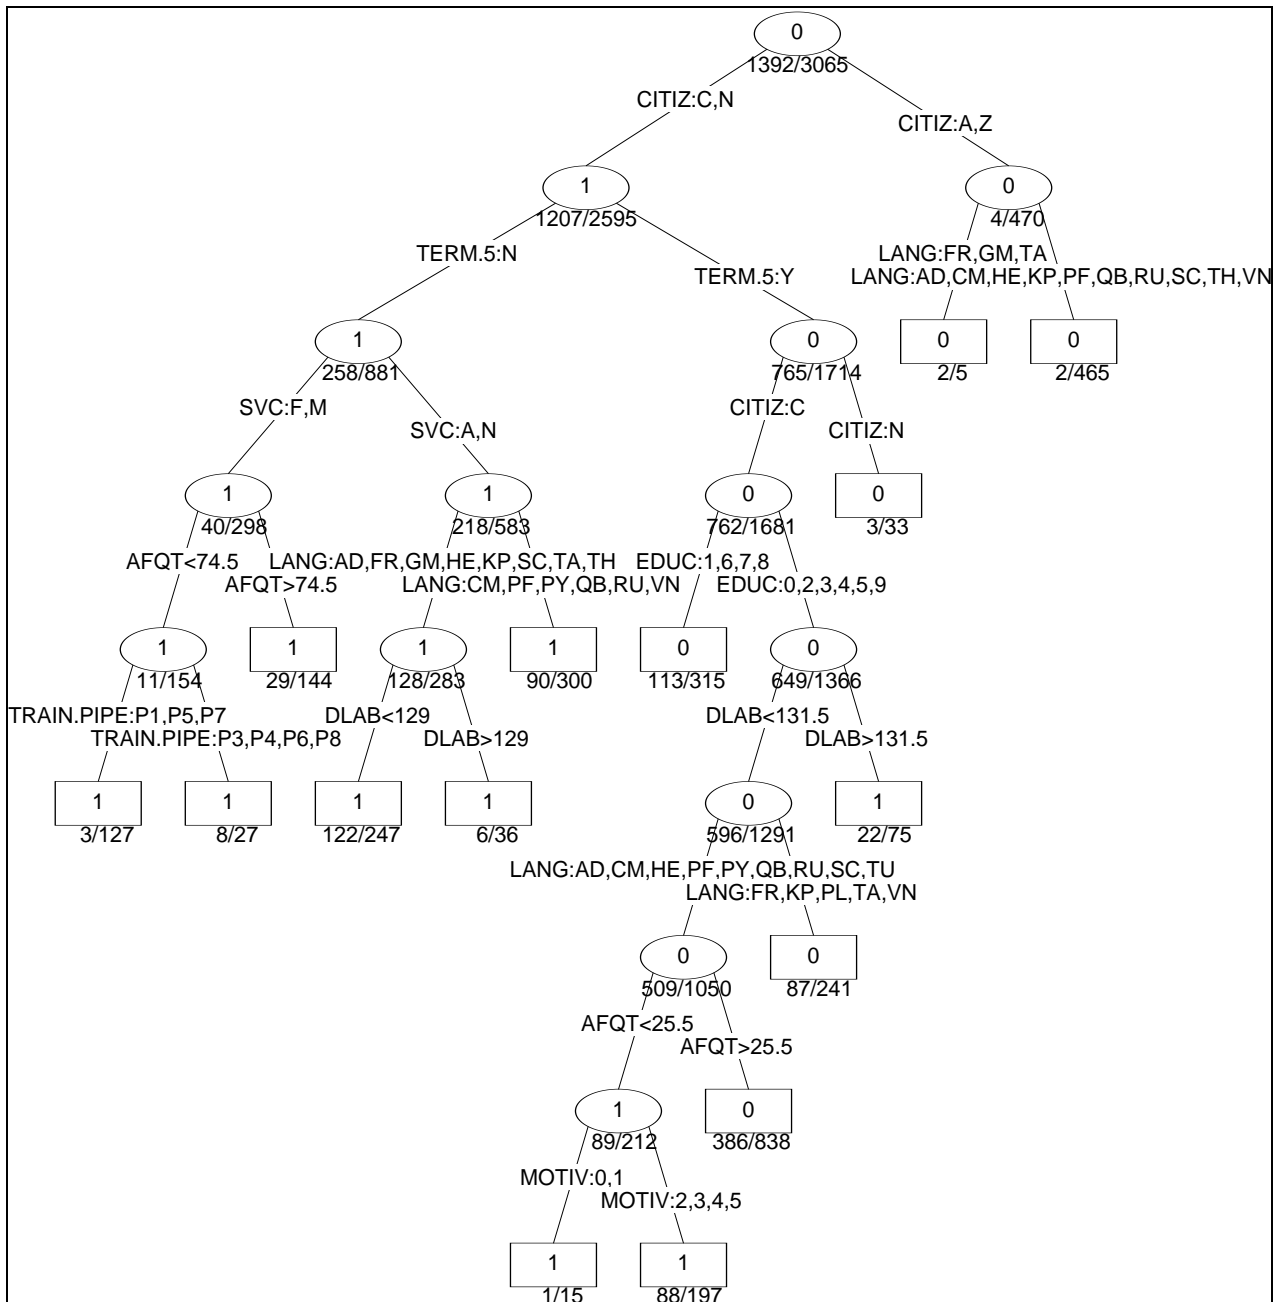 0
1392/3065
CITIZ:C,N
CITIZ:A,Z
1
1207/2595
0
4/470
TERM.5:N
TERM.5:Y
LANG:FR,GM,TA
LANG:AD,CM,HE,KP,PF,QB,RU,SC,TH,VN
1
258/881
0
765/1714
0
2/5
0
2/465
SVC:F,M
SVC:A,N
CITIZ:C
CITIZ:N
1
40/298
1
218/583
0
762/1681
0
3/33
AFQT<74.5
AFQT>74.5
LANG:AD,FR,GM,HE,KP,SC,TA,TH
LANG:CM,PF,PY,QB,RU,VN
EDUC:1,6,7,8
EDUC:0,2,3,4,5,9
1
11/154
1
29/144
1
128/283
1
90/300
0
113/315
0
649/1366
TRAIN.PIPE:P1,P5,P7
TRAIN.PIPE:P3,P4,P6,P8
DLAB<129
DLAB>129
DLAB<131.5
DLAB>131.5
1
3/127
1
8/27
1
122/247
1
6/36
0
596/1291
1
22/75
LANG:AD,CM,HE,PF,PY,QB,RU,SC,TU
LANG:FR,KP,PL,TA,VN
0
509/1050
0
87/241
AFQT<25.5
AFQT>25.5
1
89/212
0
386/838
MOTIV:0,1
MOTIV:2,3,4,5
1
1/15
1
88/197